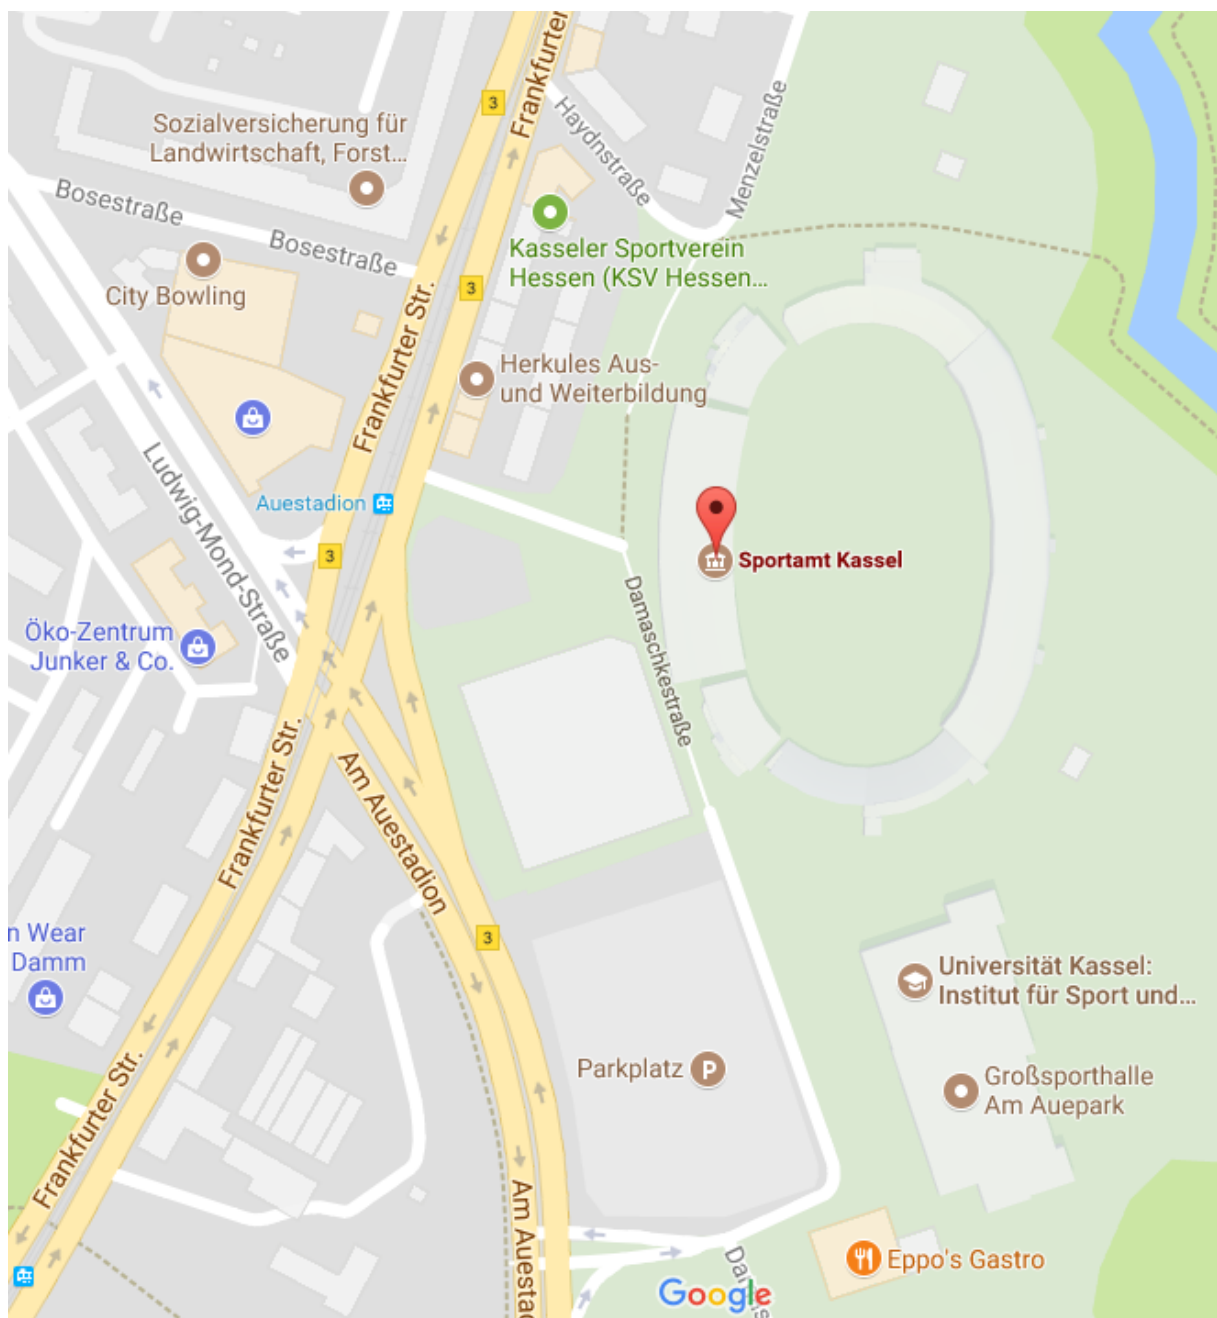 Frankfurter
3
Frankfurter
Haydnstraße
Menzelstraße
Sozialversicherung für
Landwirtschaft, Forst...
Bosestraße
Bosestraße
Kasseler Sportverein
Hessen (KSV Hessen...
City Bowling
3
Frankfurter Str.
Herkules Aus-
und Weiterbildung
Ludwig-Mond-Straße
Auestadion
3
Sportamt Kassel
Damaschkestraße
Öko-Zentrum
Junker & Co.
Frankfurter Str.
Am Auestadion
n Wear
Damm
3
Universität Kassel:
Institut für Sport und...
Parkplatz
P
Großsporthalle
Am Auepark
Frankfurter Str.
Am Auestad
Eppo's Gastro
Google